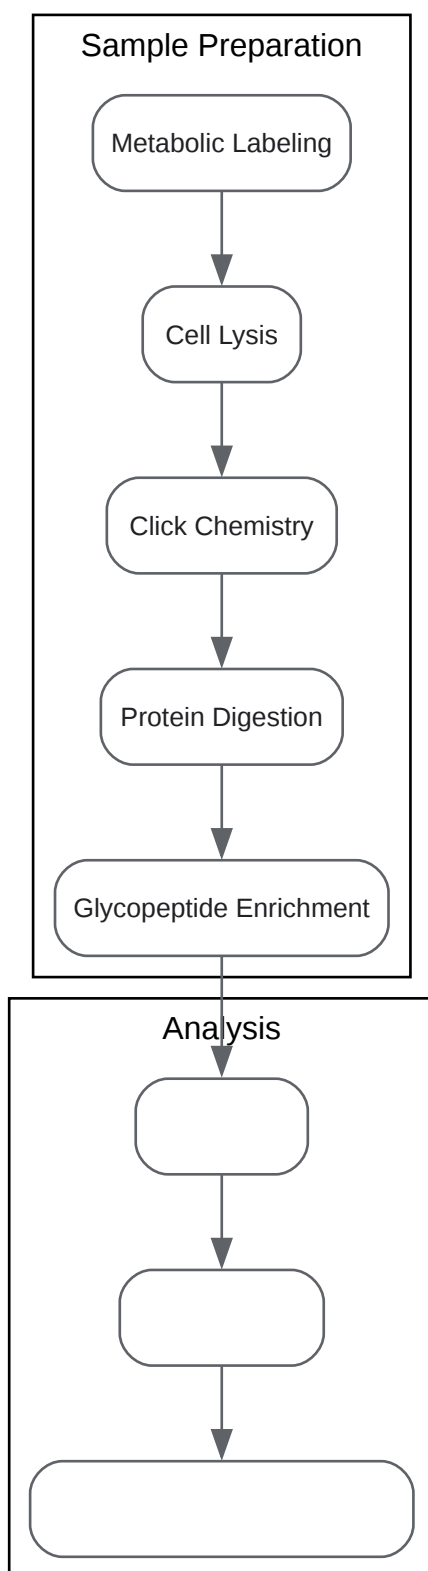 Sample Preparation
Metabolic Labeling
Cell Lysis
Click Chemistry
Protein Digestion
Glycopeptide Enrichment
Analysis